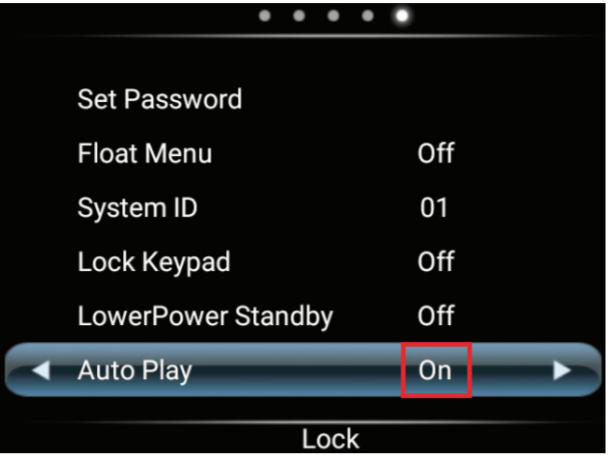 Set Password
Float Menu Off
System ID 01
Lock Keypad Off
LowerPower Standby Off
Auto Play On
Lock